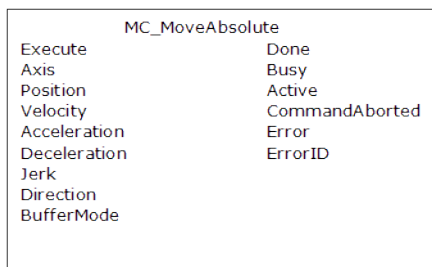 MC_MoveAbsolute
Execute Done
Axis Busy
Position Active
Velocity CommandAborted
Acceleration Error
Deceleration ErrorID
Jerk
Direction
BufferMode